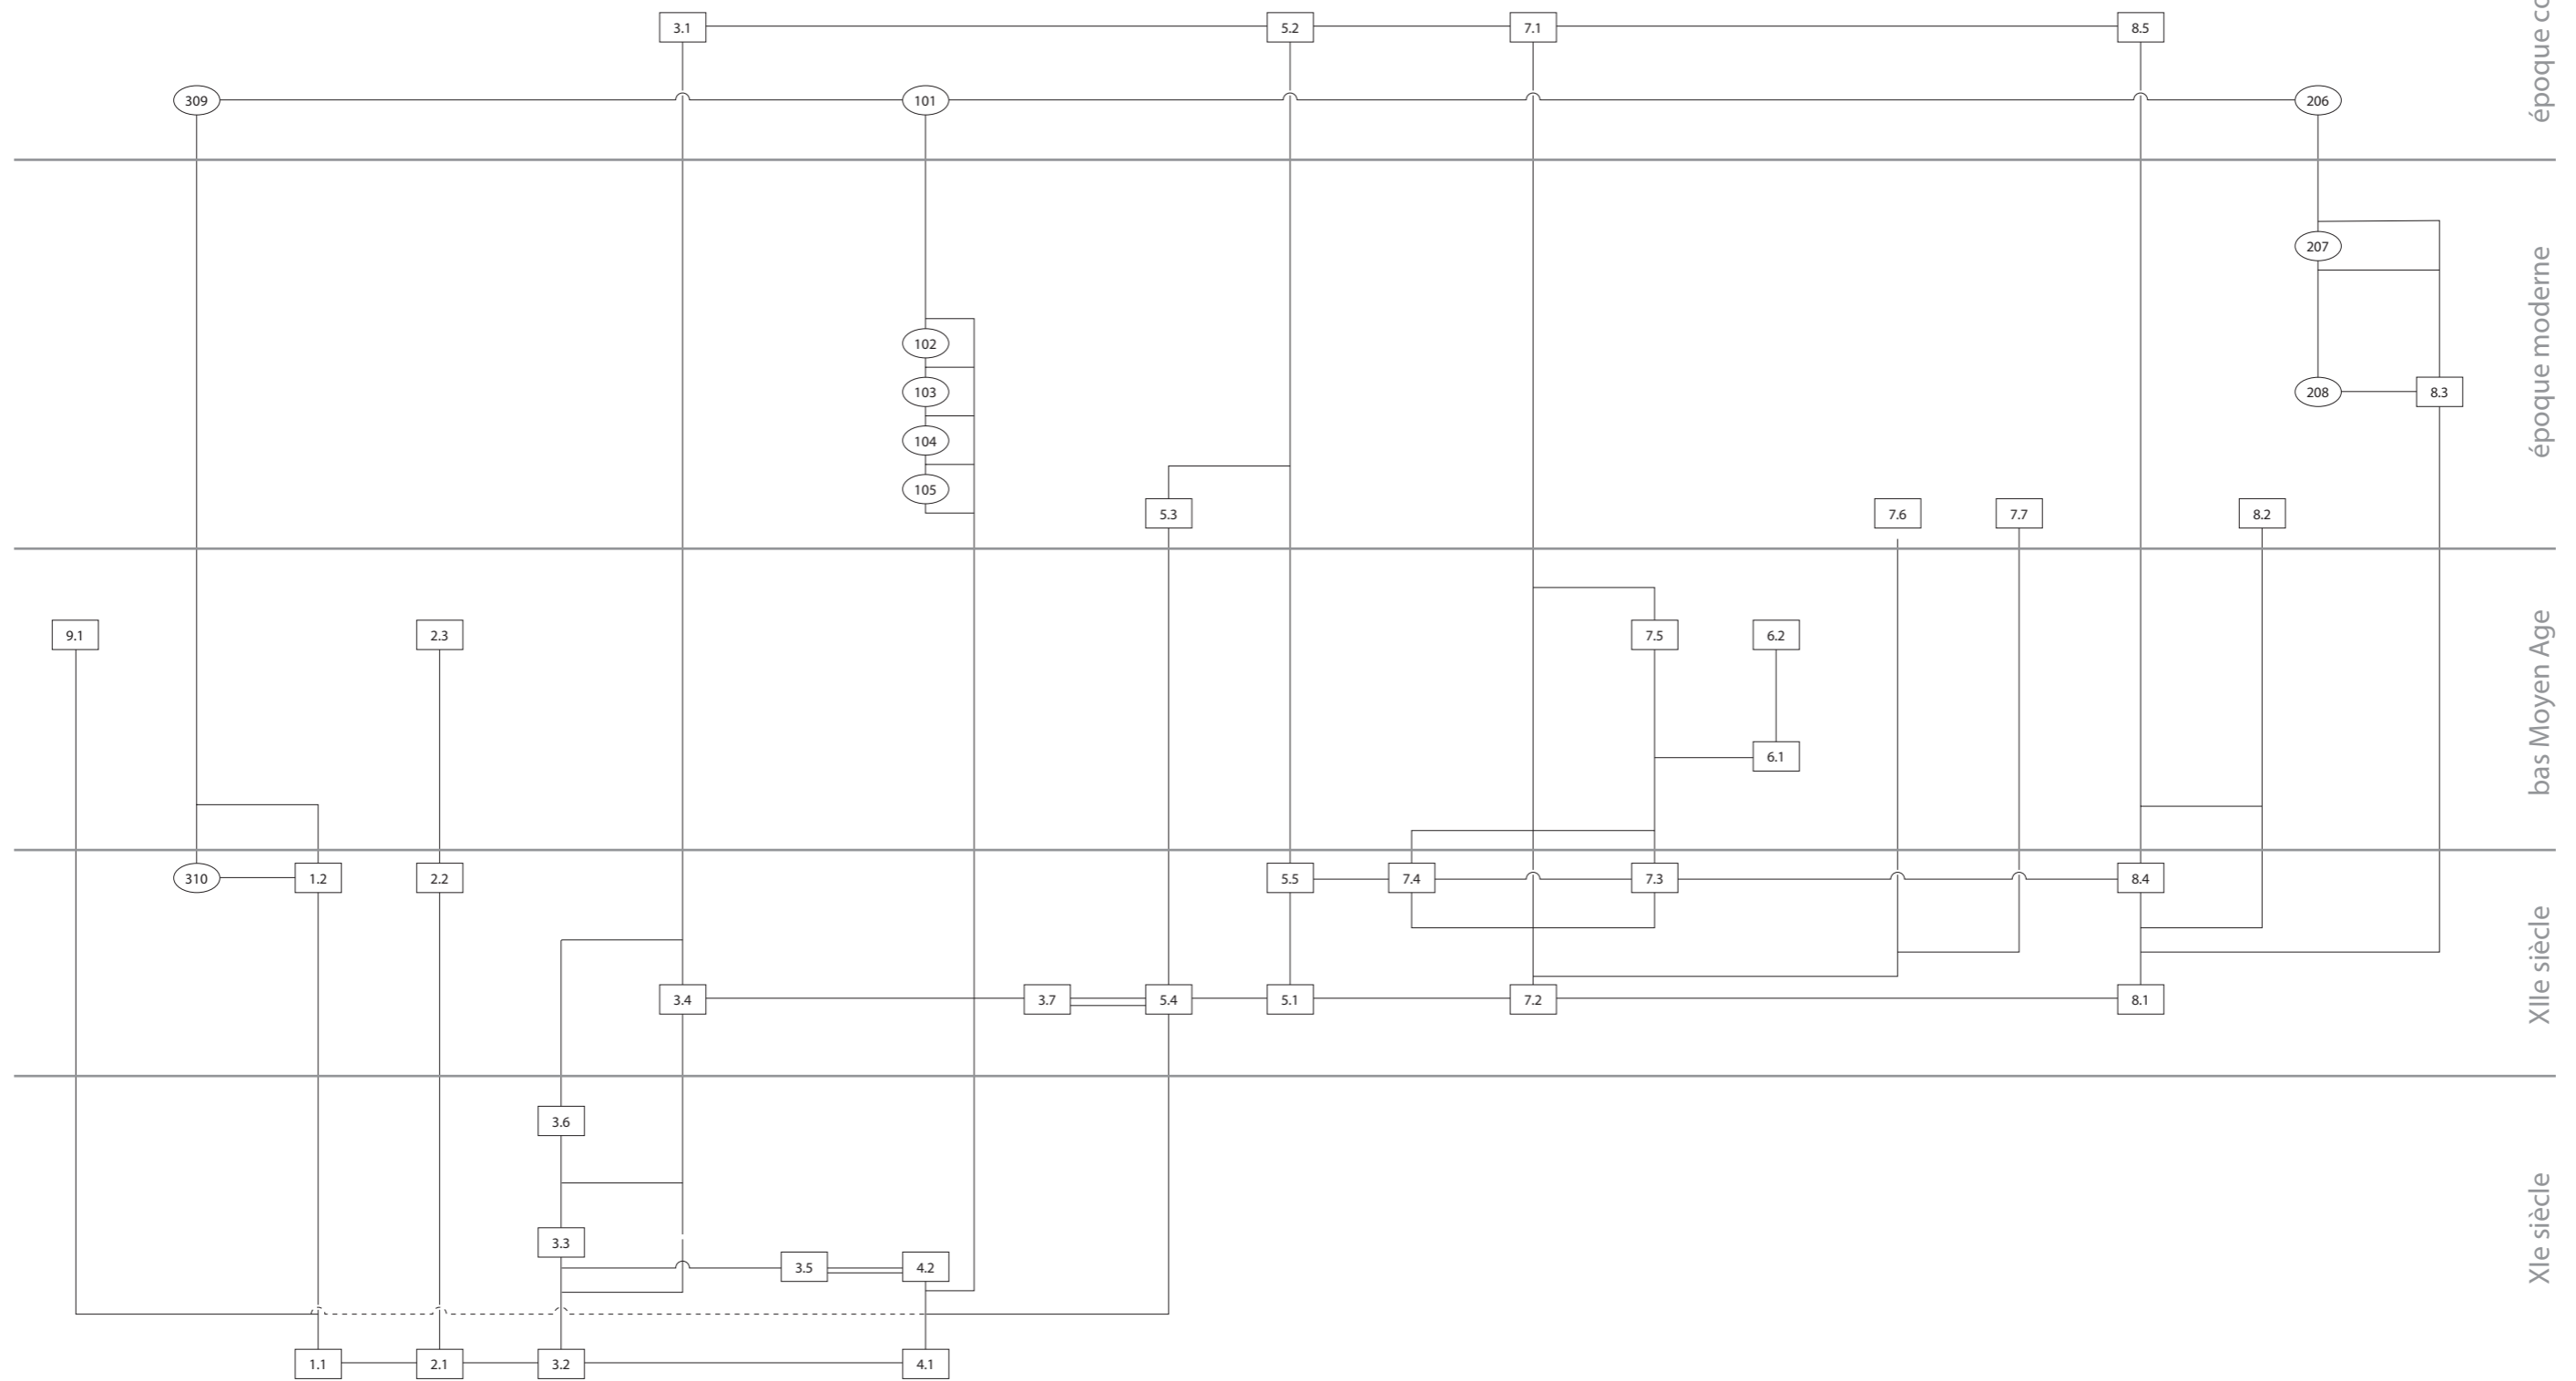 3.1 5.2 7.1 8.5
309 101 206
époque
207
102
103 208 8.3
104
105
5.3 7.6 7.7 8.2
époque moderne
9.1 2.3 7.5 6.2
6.1
bas Moyen Age
310 1.2 2.2 5.5 7.4 7.3 8.4
3.4 3.7 5.4 5.1 7.2 8.1
XIIe siècle
3.6
3.3
3.5 4.2
1.1 2.1 3.2 4.1
XIe siècle